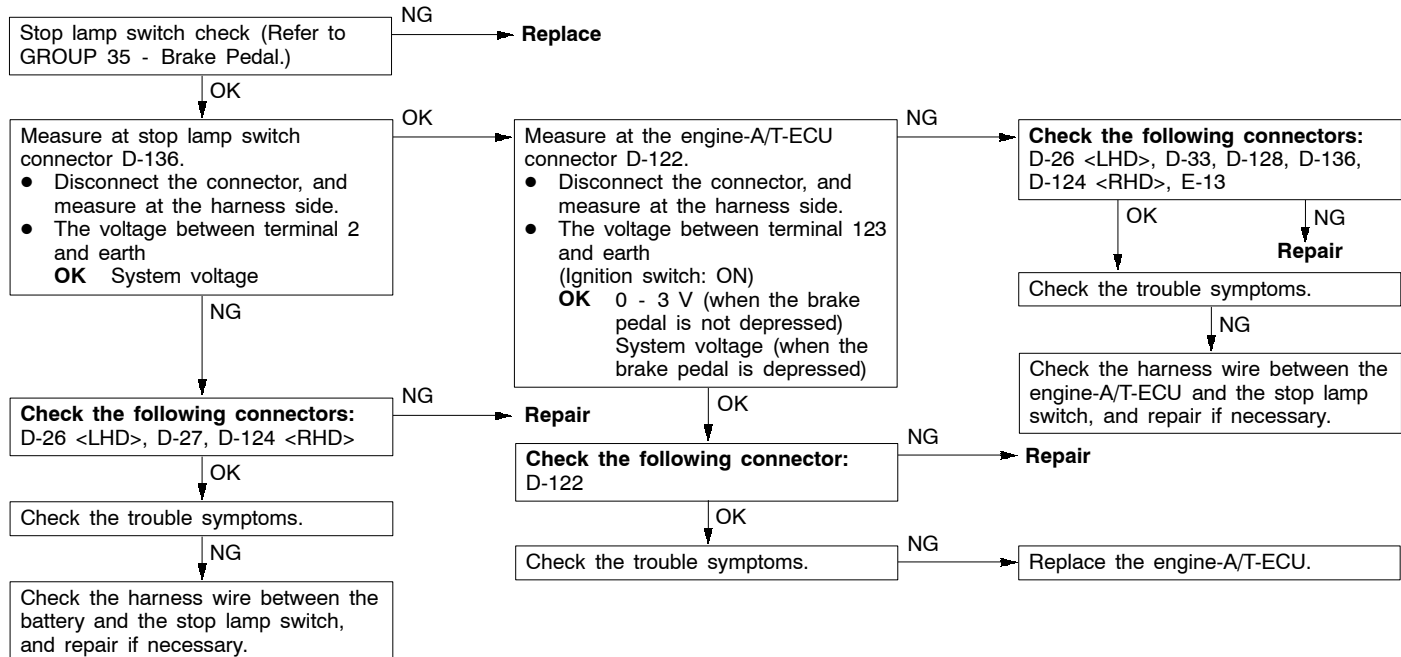 Stop lamp switch check (Refer to
GROUP 35 - Brake Pedal.)
NG
Replace
OK
Measure at stop lamp switch
connector D-136.
● Disconnect the connector, and
measure at the harness side.
● The voltage between terminal 2
and earth
OK System voltage
OK
NG
Check the following connectors:
D-26 <LHD>, D-27, D-124 <RHD>
NG
Repair
OK
Check the trouble symptoms.
NG
Check the harness wire between the
battery and the stop lamp switch,
and repair if necessary.
Measure at the engine-A/T-ECU
connector D-122.
● Disconnect the connector, and
measure at the harness side.
● The voltage between terminal 123
and earth
(Ignition switch: ON)
OK 0 - 3 V (when the brake
pedal is not depressed)
System voltage (when the
brake pedal is depressed)
NG
OK
Check the following connector:
D-122
NG
Repair
OK
Check the trouble symptoms.
NG
Replace the engine-A/T-ECU.
Check the following connectors:
D-26 <LHD>, D-33, D-128, D-136,
D-124 <RHD>, E-13
OK
NG
Repair
Check the trouble symptoms.
NG
Check the harness wire between the
engine-A/T-ECU and the stop lamp
switch, and repair if necessary.